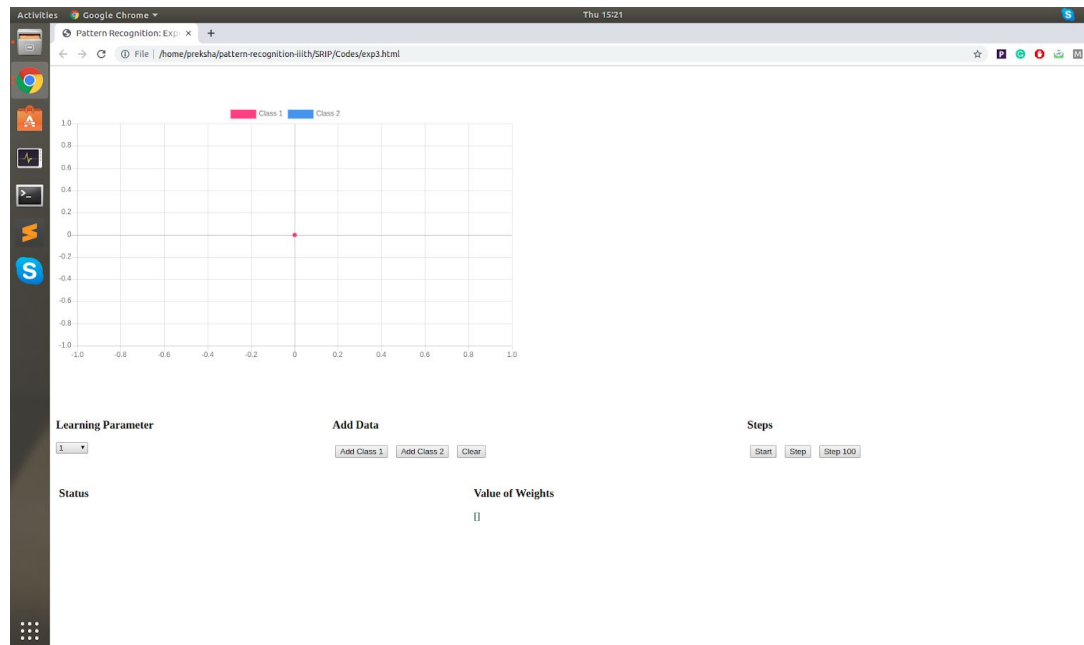 Activities Google Chrome ▾ Thu 15:21
Pattern Recognition: Exp × +
File | /home/preksha/pattern-recognition-iiith/SRIP/Codes/exp3.html
Class 1 Class 2
1.0
0.8
0.6
0.4
0.2
0
-0.2
-0.4
-0.6
-0.8
-1.0
-1.0 -0.8 -0.6 -0.4 -0.2 0 0.2 0.4 0.6 0.8 1.0
Learning Parameter Add Data Steps
1 Add Class 1 Add Class 2 Clear Start Step Step 100
Status Value of Weights
[]